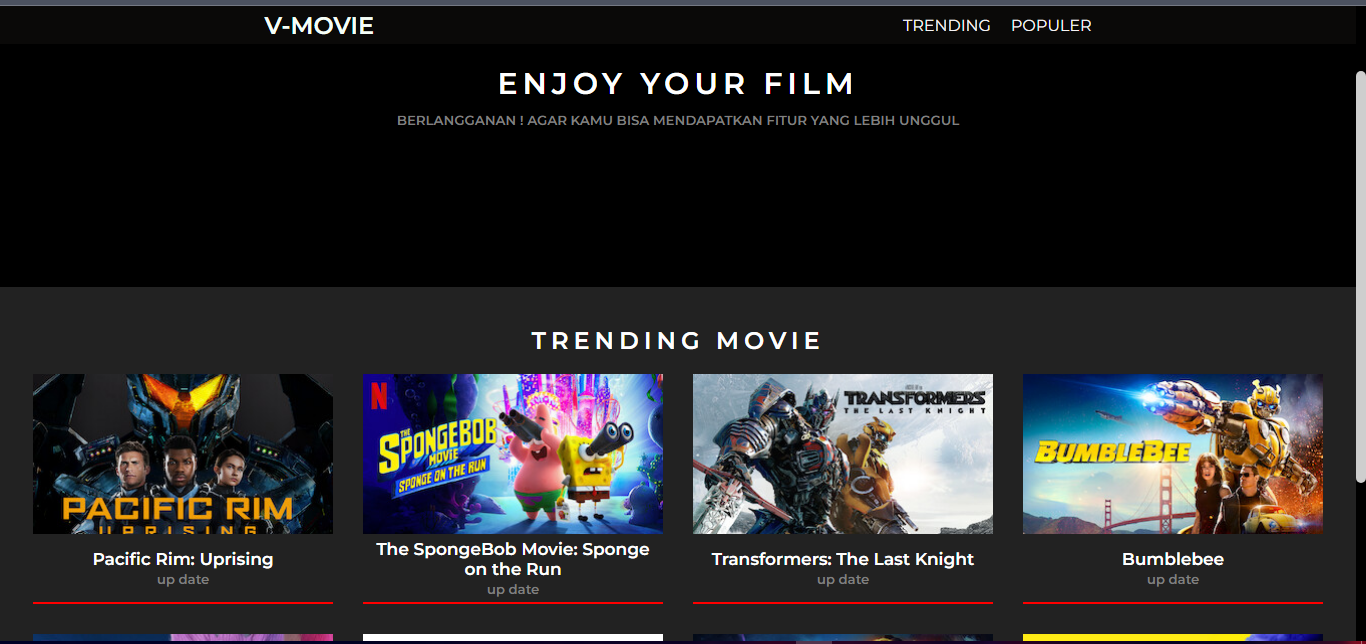 V-MOVIE
TRENDING POPULER
ENJOY YOUR FILM
BERLANGGANAN ! AGAR KAMU BISA MENDAPATKAN FITUR YANG LEBIH UNGGUL
TRENDING MOVIE
PACIFIC RIM
UPRISING
Pacific Rim: Uprising
up date
N
THE
SPONGEBOB
MOVIE
SPONGE ON THE RUN
The SpongeBob Movie: Sponge
on the Run
up date
TRANSFORMERS
THE LAST KNIGHT
Transformers: The Last Knight
up date
BUMBLEBEE
Bumblebee
up date